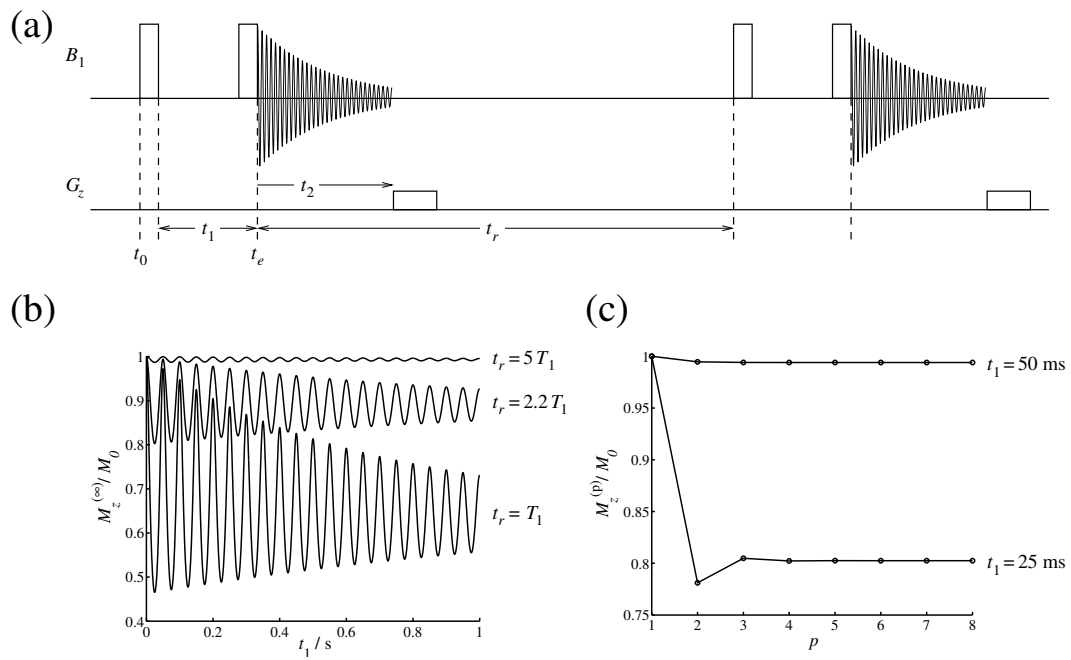 (a)
B1
Gz
t2
t1
tr
t0
te
(b)
Mz(∞)/ M0
1
0.9
0.8
0.7
0.6
0.5
0.4
0
0.2
0.4
0.6
0.8
1
t1 / s
tr = 5 T1
tr = 2.2 T1
tr = T1
(c)
Mz(p)/ M0
1
0.95
0.9
0.85
0.8
0.75
1
2
3
4
5
6
7
8
p
t1 = 50 ms
t1 = 25 ms